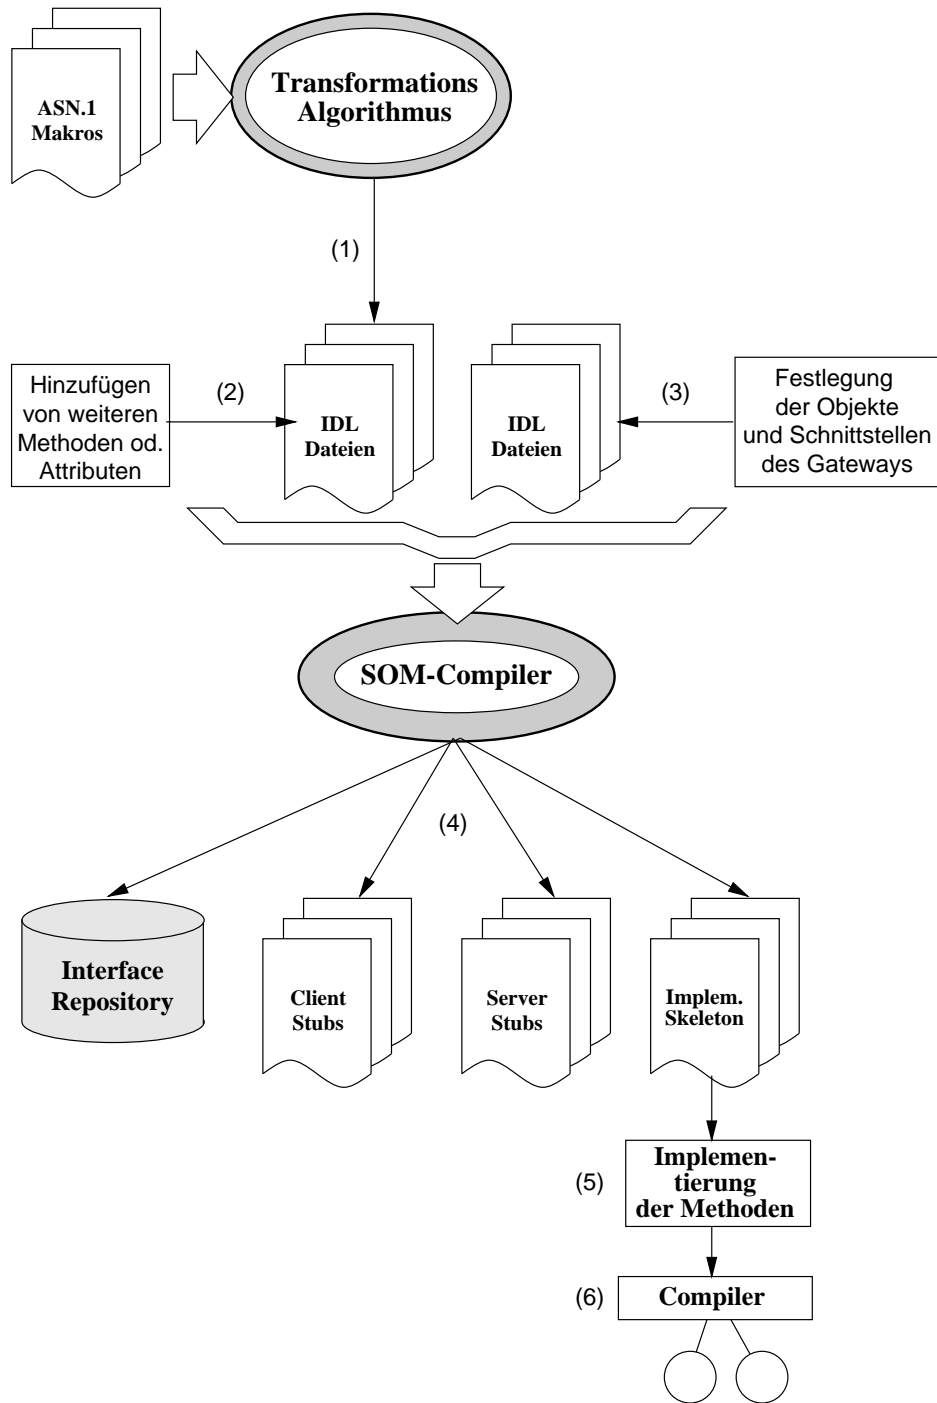 ASN.1
Makros
Transformations
Algorithmus
(1)
Hinzufügen
von weiteren
Methoden od.
Attributen
(2)
IDL
Dateien
IDL
Dateien
(3)
Festlegung
der Objekte
und Schnittstellen
des Gateways
SOM-Compiler
(4)
Interface
Repository
Client
Stubs
Server
Stubs
Implem.
Skeleton
(5)
Implemen-
tierung
der Methoden
(6)
Compiler